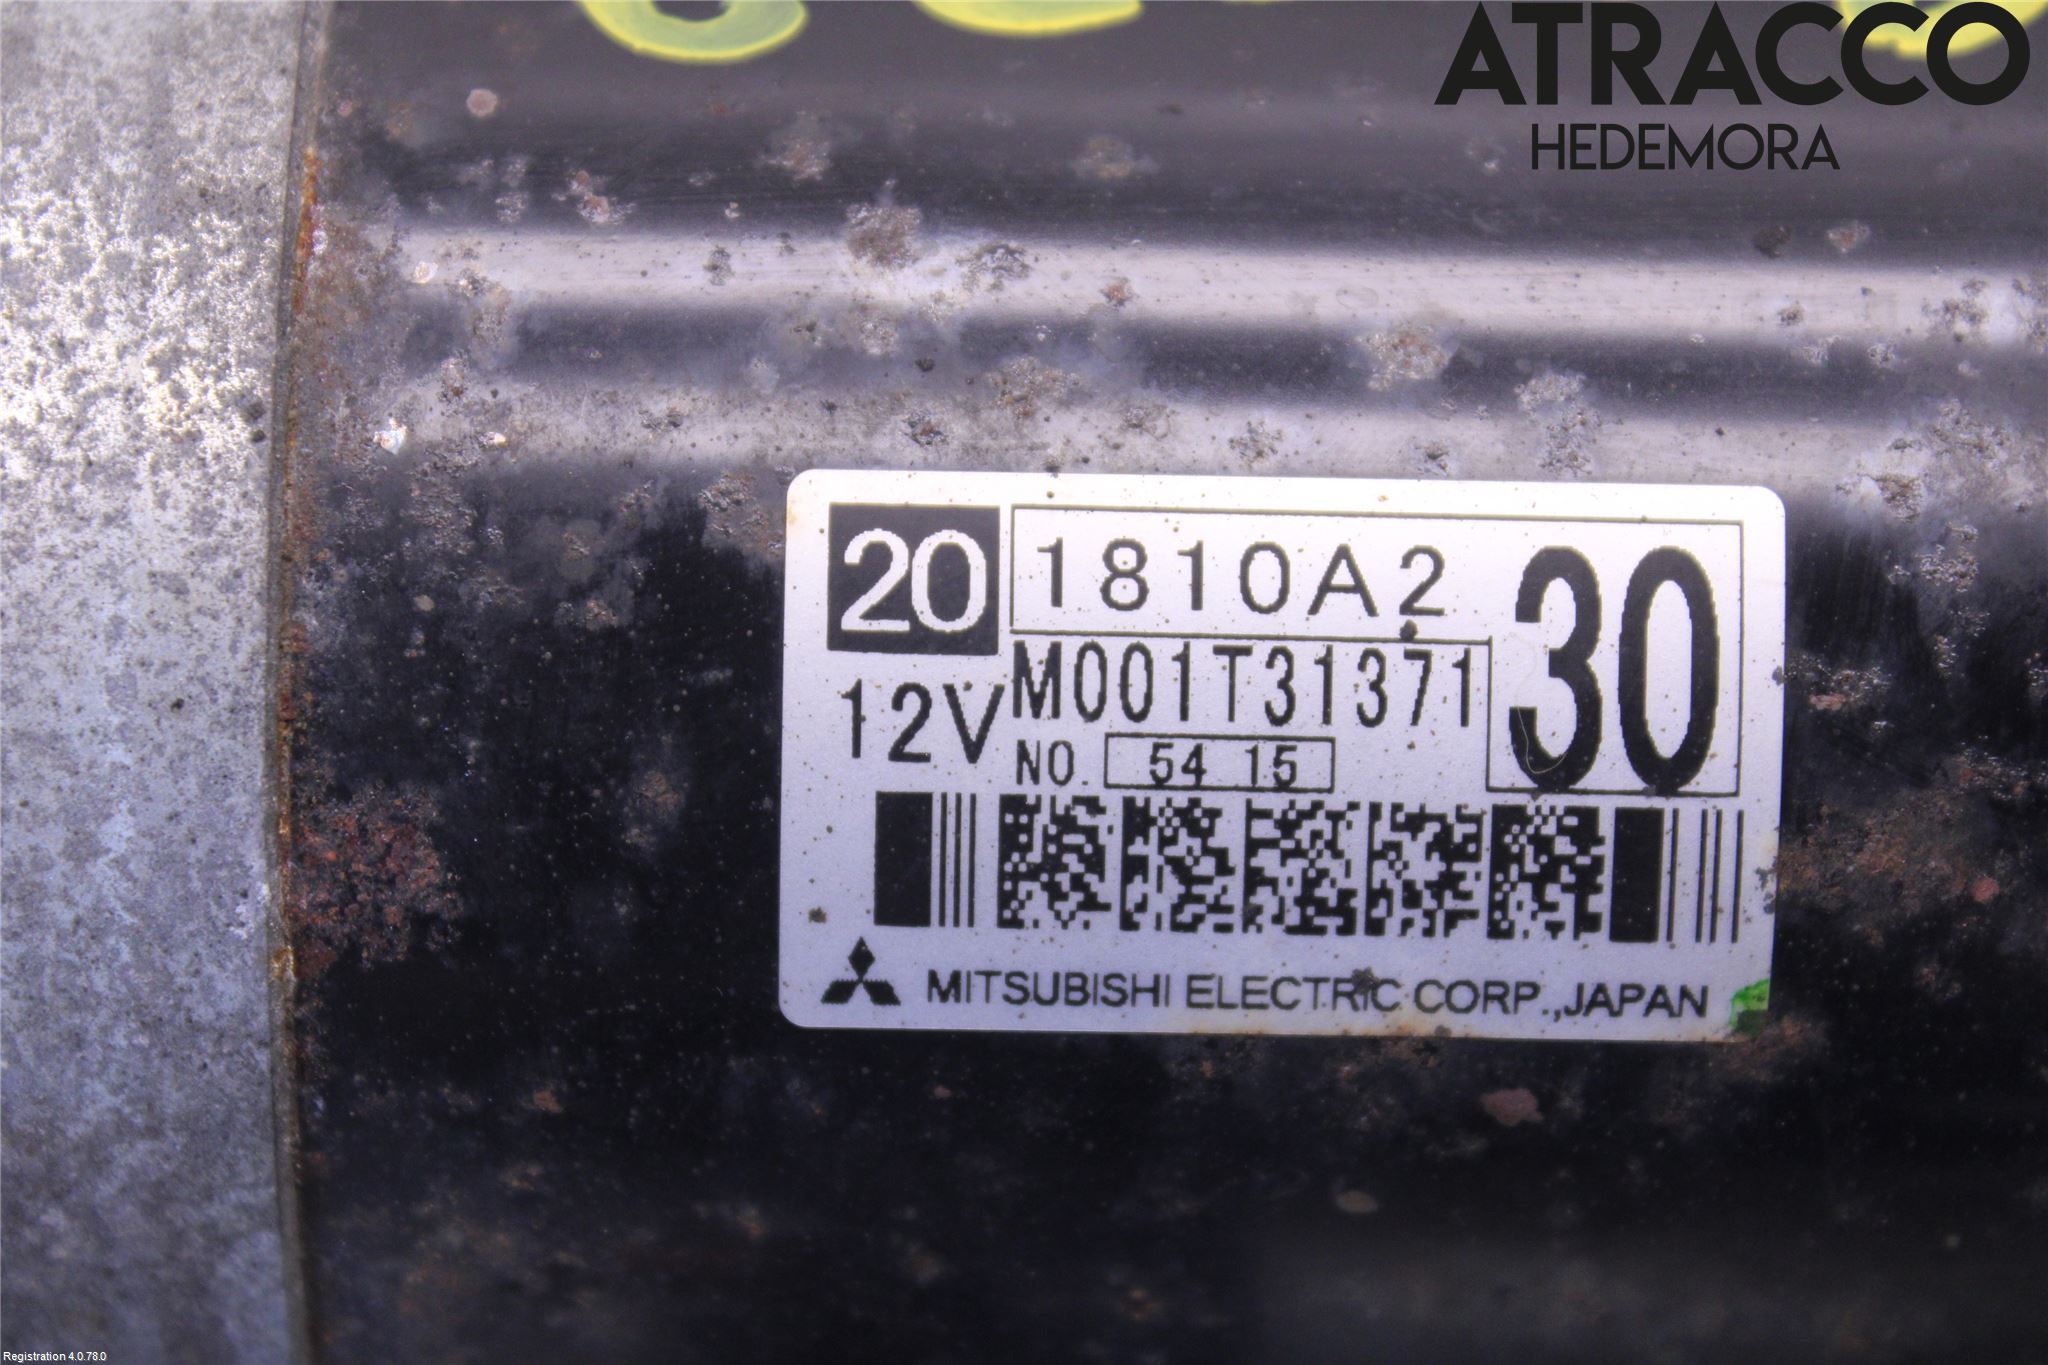 ATRACCO
HEDEMORA
20 1810A2 30
12V M001T31371
NO. 54 15
MITSUBISHI ELECTRIC CORP.,JAPAN
Registration 4.0.78.0